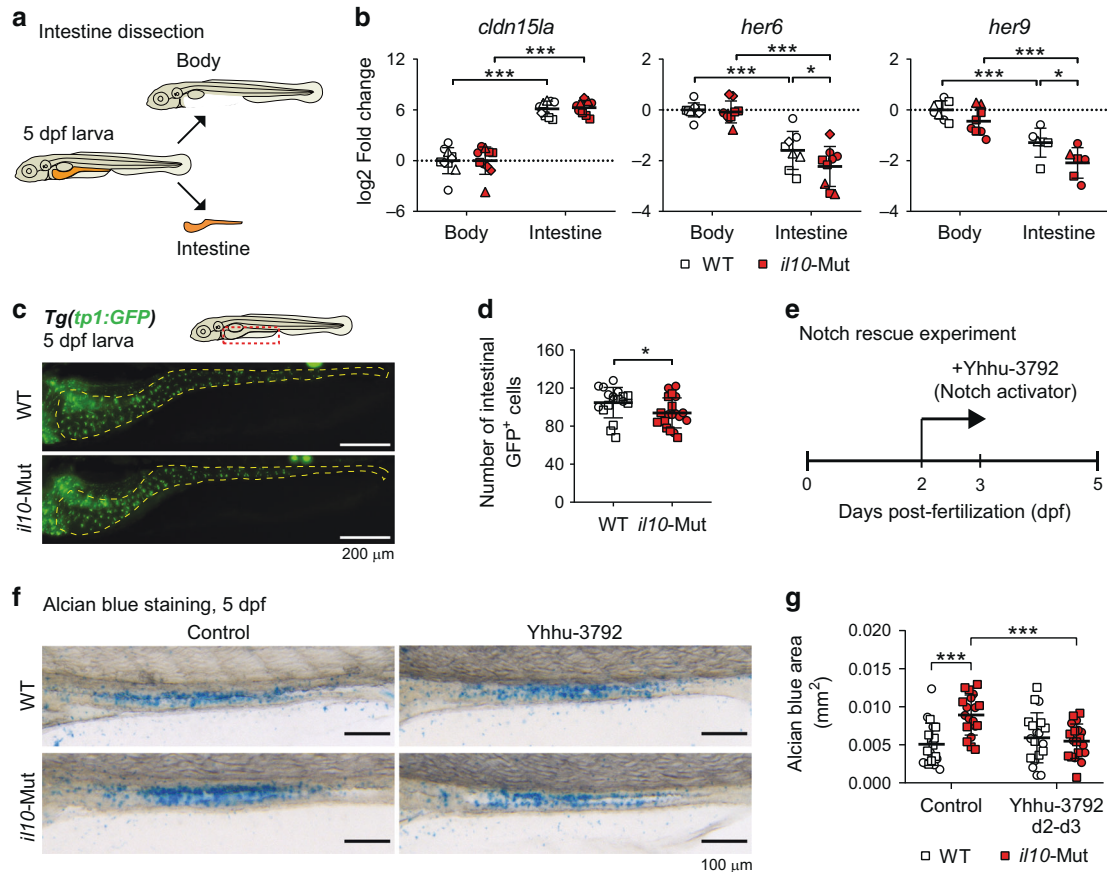 a
Intestine dissection
Body
5 dpf larva
Intestine
b
cldn15la
her6
her9
***
***
***
***
*
***
***
*
log2 Fold change
12
6
0
–6
2
0
–2
–4
2
0
–2
–4
Body
Intestine
Body
Intestine
Body
Intestine
WT
il10-Mut
c
Tg(tp1:GFP)
5 dpf larva
WT
il10-Mut
200 μm
d
*
Number of intestinal
GFP+ cells
160
120
80
40
0
WT
il10-Mut
e
Notch rescue experiment
+Yhhu-3792
(Notch activator)
0
2
3
5
Days post-fertilization (dpf)
f
Alcian blue staining, 5 dpf
Control
Yhhu-3792
WT
il10-Mut
100 μm
g
***
***
Alcian blue area
(mm2)
0.020
0.015
0.010
0.005
0.000
Control
Yhhu-3792
d2-d3
WT
il10-Mut